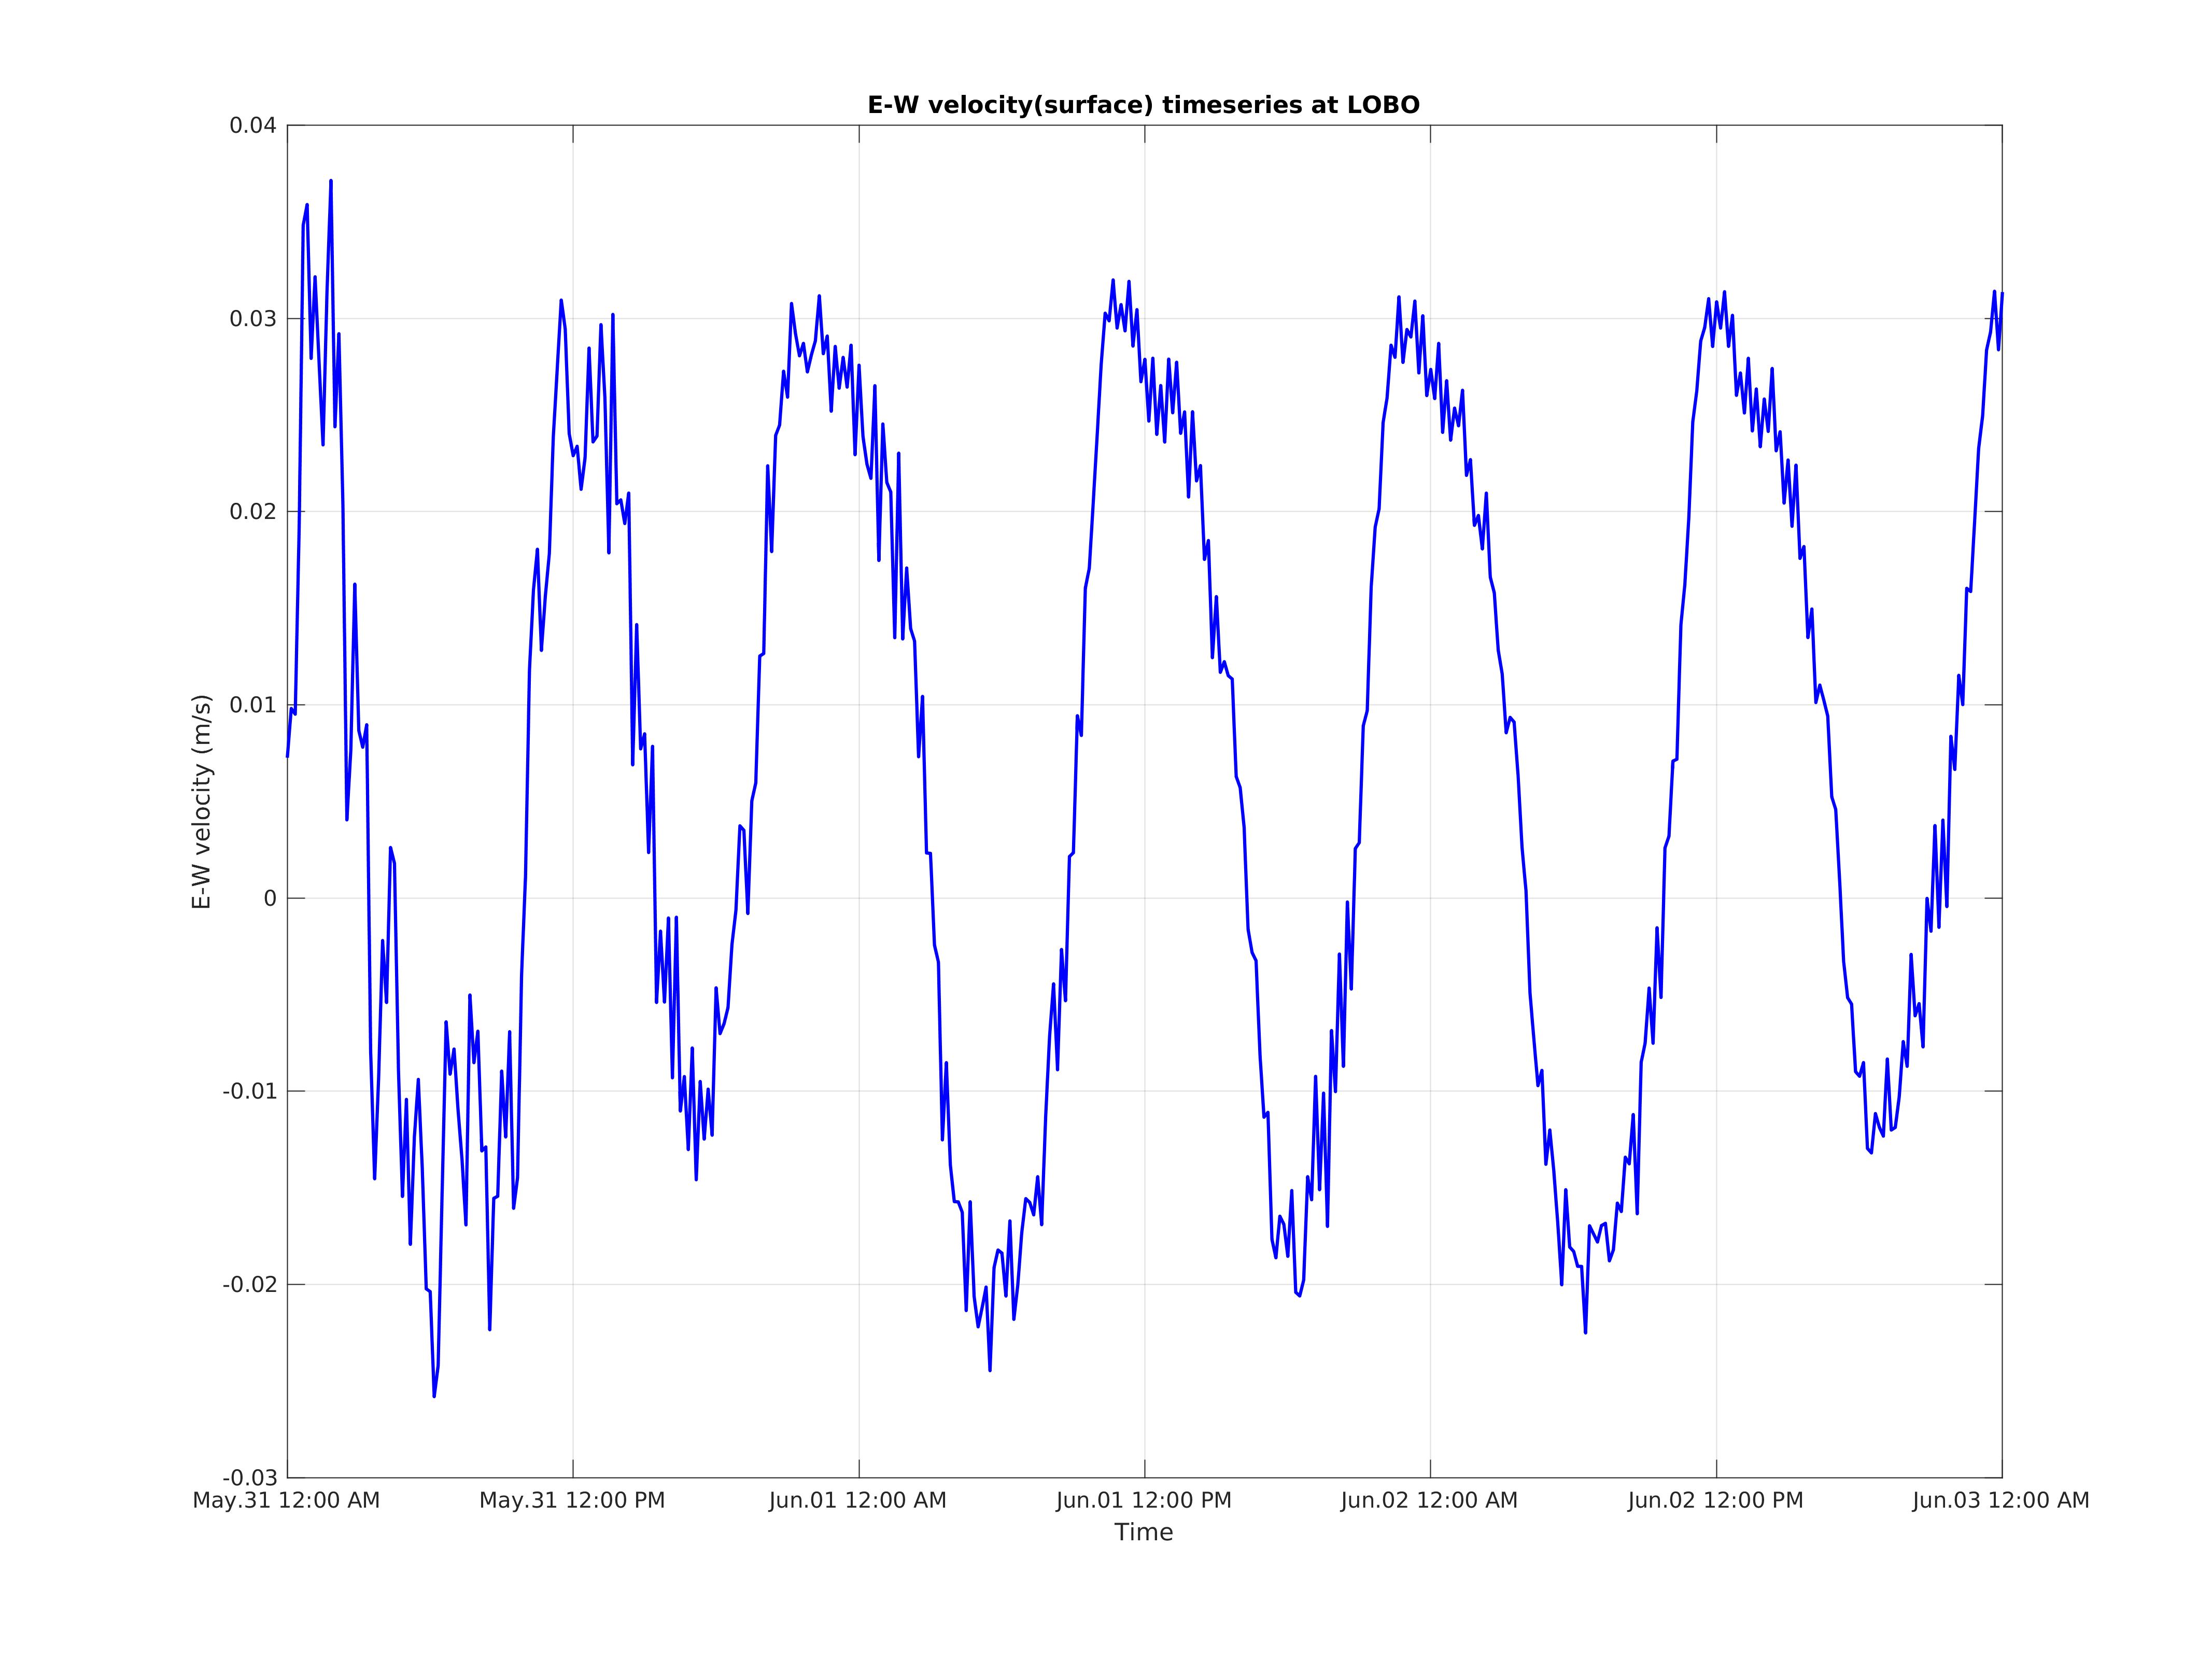 E-W velocity(surface) timeseries at LOBO
0.04
0.03
0.02
0.01
0
-0.01
-0.02
-0.03
E-W velocity (m/s)
May.31 12:00 AM May.31 12:00 PM Jun.01 12:00 AM Jun.01 12:00 PM Jun.02 12:00 AM Jun.02 12:00 PM Jun.03 12:00 AM
Time